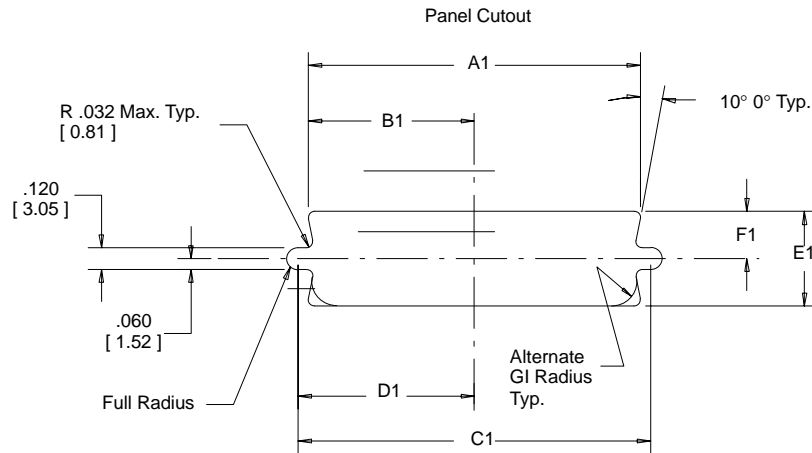 Panel Cutout
A1
R .032 Max. Typ.
[ 0.81 ]
10° 0° Typ.
B1
.120
[ 3.05 ]
F1
E1
.060
[ 1.52 ]
Alternate
GI Radius
Typ.
D1
Full Radius
C1